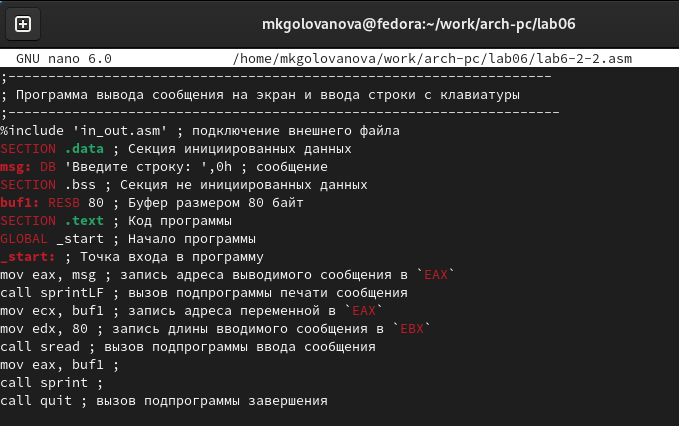 mkgolovanova@fedora:~/work/arch-pc/lab06
GNU nano 6.0 /home/mkgolovanova/work/arch-pc/lab06/lab6-2-2.asm
;--------------------------------------------------------------------
; Программа вывода сообщения на экран и ввода строки с клавиатуры
;---------------------------------------------------------------------
%include 'in_out.asm' ; подключение внешнего файла
SECTION .data ; Секция инициированных данных
msg: DB 'Введите строку: ',0h ; сообщение
SECTION .bss ; Секция не инициированных данных
buf1: RESB 80 ; Буфер размером 80 байт
SECTION .text ; Код программы
GLOBAL _start ; Начало программы
_start: ; Точка входа в программу
mov eax, msg ; запись адреса выводимого сообщения в `EAX`
call sprintLF ; вызов подпрограммы печати сообщения
mov ecx, buf1 ; запись адреса переменной в `EAX`
mov edx, 80 ; запись длины вводимого сообщения в `EBX`
call sread ; вызов подпрограммы ввода сообщения
mov eax, buf1 ;
call sprint ;
call quit ; вызов подпрограммы завершения